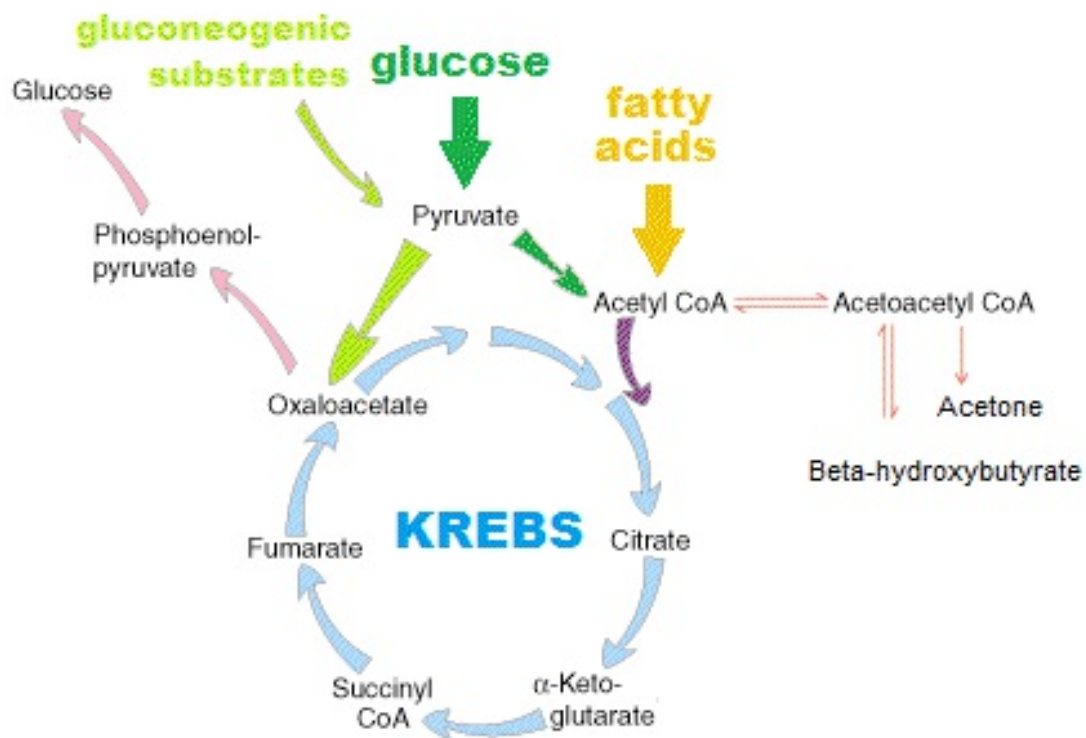 gluconeogenic
substrates
glucose
Glucose
fatty
acids
Pyruvate
Phosphoenol-
pyruvate
Acetyl CoA
Acetoacetyl CoA
Oxaloacetate
Acetone
Beta-hydroxybutyrate
KREBS
Fumarate
Citrate
Succinyl
CoA
α-Keto-
glutarate